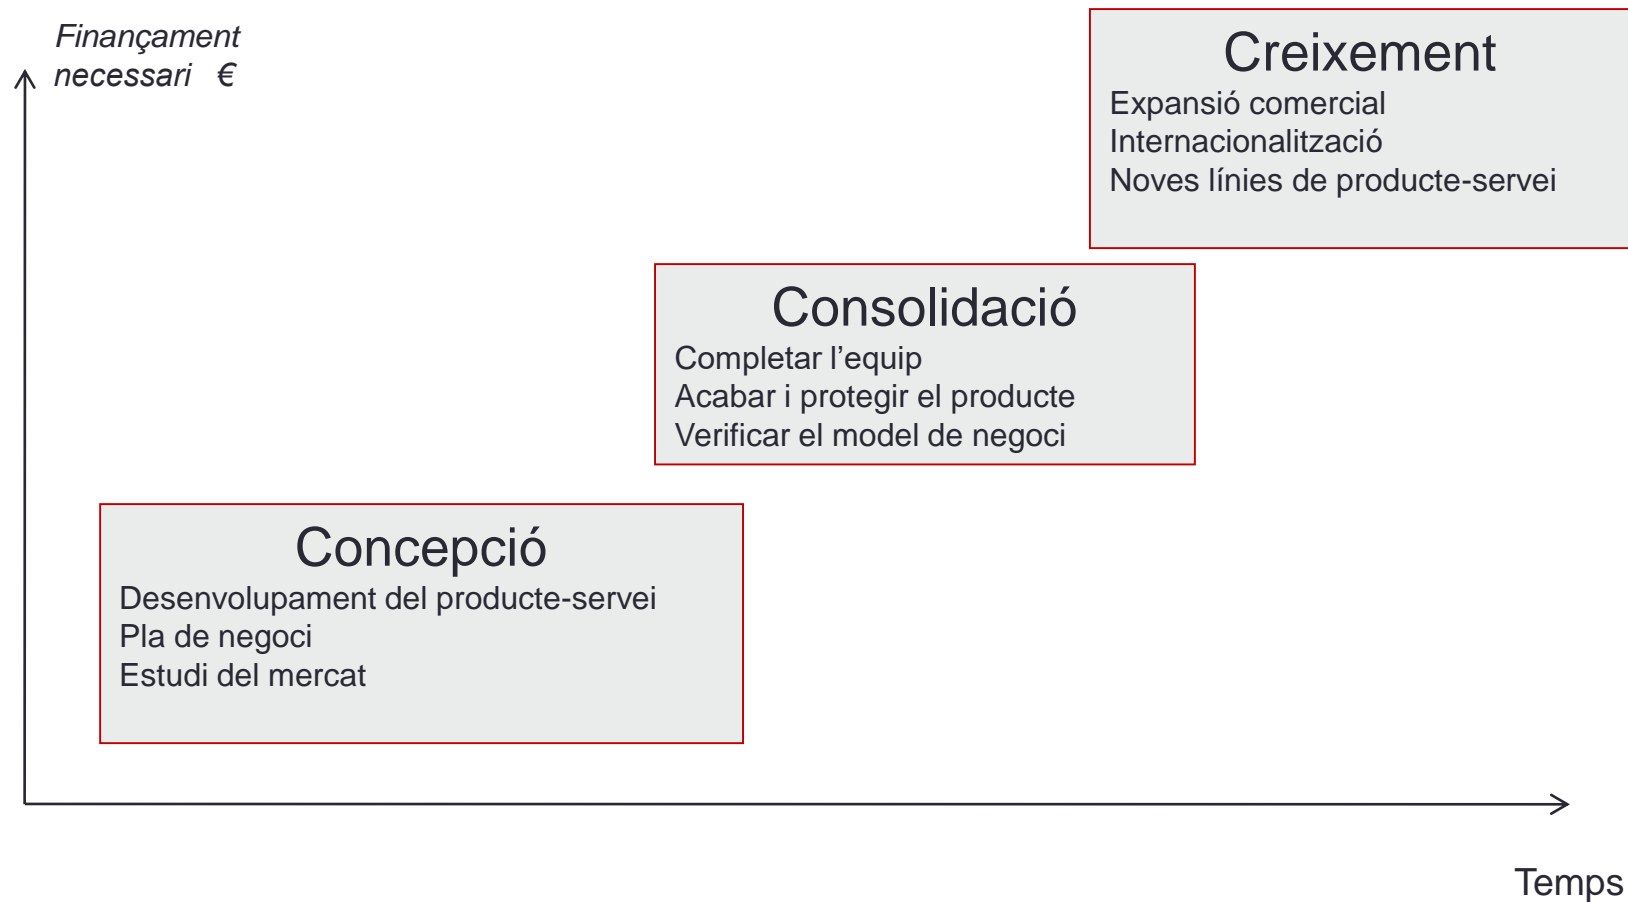 Finançament
necessari €
Creixement
Expansió comercial
Internacionalització
Noves línies de producte-servei
Consolidació
Completar l’equip
Acabar i protegir el producte
Verificar el model de negoci
Concepció
Desenvolupament del producte-servei
Pla de negoci
Estudi del mercat
Temps